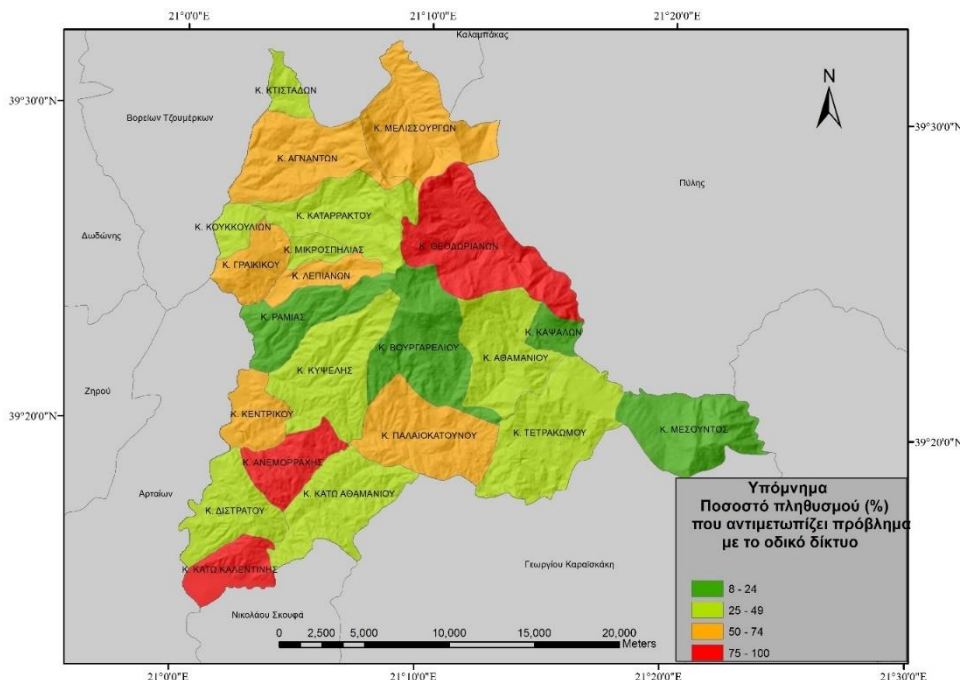 21°0'0"E 21°10'0"E 21°20'0"E
Καλαμπάκας
39°30'0"N
Κ. ΚΤΙΣΤΑΔΩΝ
N
Βορείων Τζουμέρκων
Κ. ΜΕΛΙΣΣΟΥΡΓΩΝ
39°30'0"N
Κ. ΑΓΝΑΝΤΩΝ
Πύλης
Κ. ΚΑΤΑΡΡΑΚΤΟΥ
Κ. ΚΟΥΚΚΟΥΛΙΩΝ
Δωδώνης
Κ. ΘΕΟΔΩΡΙΑΝΩΝ
Κ. ΜΙΚΡΟΣΠΗΛΙΑΣ
Κ. ΓΡΑΙΚΙΚΟΥ
Κ. ΛΕΠΙΑΝΩΝ
Κ. ΡΑΜΙΑΣ
Κ. ΚΑΨΑΛΩΝ
Κ. ΒΟΥΡΓΑΡΕΛΙΟΥ
Κ. ΑΘΑΜΑΝΙΟΥ
Κ. ΚΥΨΕΛΗΣ
Ζηρού
39°20'0"N
Κ. ΚΕΝΤΡΙΚΟΥ
Κ. ΜΕΣΟΥΝΤΟΣ
Κ. ΠΑΛΑΙΟΚΑΤΟΥΝΟΥ
Κ. ΤΕΤΡΑΚΩΜΟΥ
39°20'0"N
Κ. ΑΝΕΜΟΡΡΑΧΗΣ
Αρταίων
Κ. ΚΑΤΩ ΑΘΑΜΑΝΙΟΥ
Κ. ΔΙΣΤΡΑΤΟΥ
Υπόμνημα
Ποσοστό πληθυσμού (%)
που αντιμετωπίζει πρόβλημα
με το οδικό δίκτυο
Κ. ΚΑΤΩ ΚΑΛΕΝΤΙΝΗΣ
Γεωργίου Καραϊσκάκη
8 - 24
25 - 49
50 - 74
75 - 100
Νικολάου Σκουφά
0 2,500 5,000 10,000 15,000 20,000
Meters
21°0'0"E 21°10'0"E 21°20'0"E 21°30'0"E